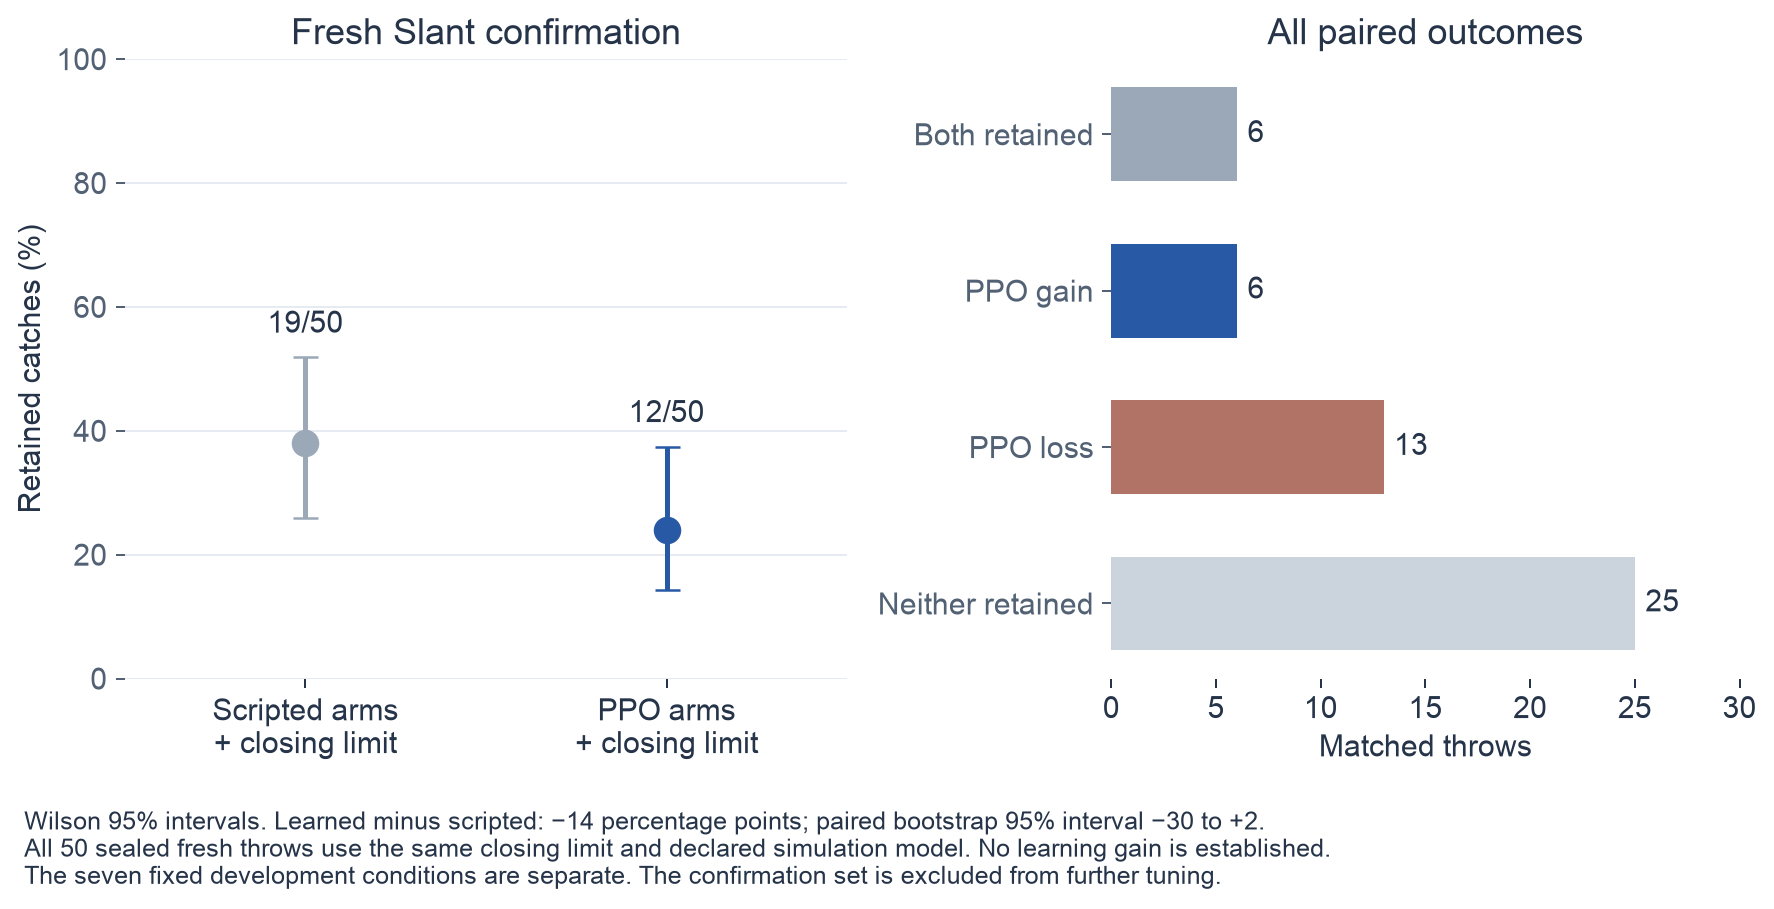 Fresh Slant confirmation
100
80
60
40
20
0
Retained catches (%)
19/50
12/50
Scripted arms
+ closing limit
PPO arms
+ closing limit
All paired outcomes
Both retained
6
PPO gain
6
PPO loss
13
Neither retained
25
0 5 10 15 20 25 30
Matched throws
Wilson 95% intervals. Learned minus scripted: −14 percentage points; paired bootstrap 95% interval −30 to +2.
All 50 sealed fresh throws use the same closing limit and declared simulation model. No learning gain is established.
The seven fixed development conditions are separate. The confirmation set is excluded from further tuning.